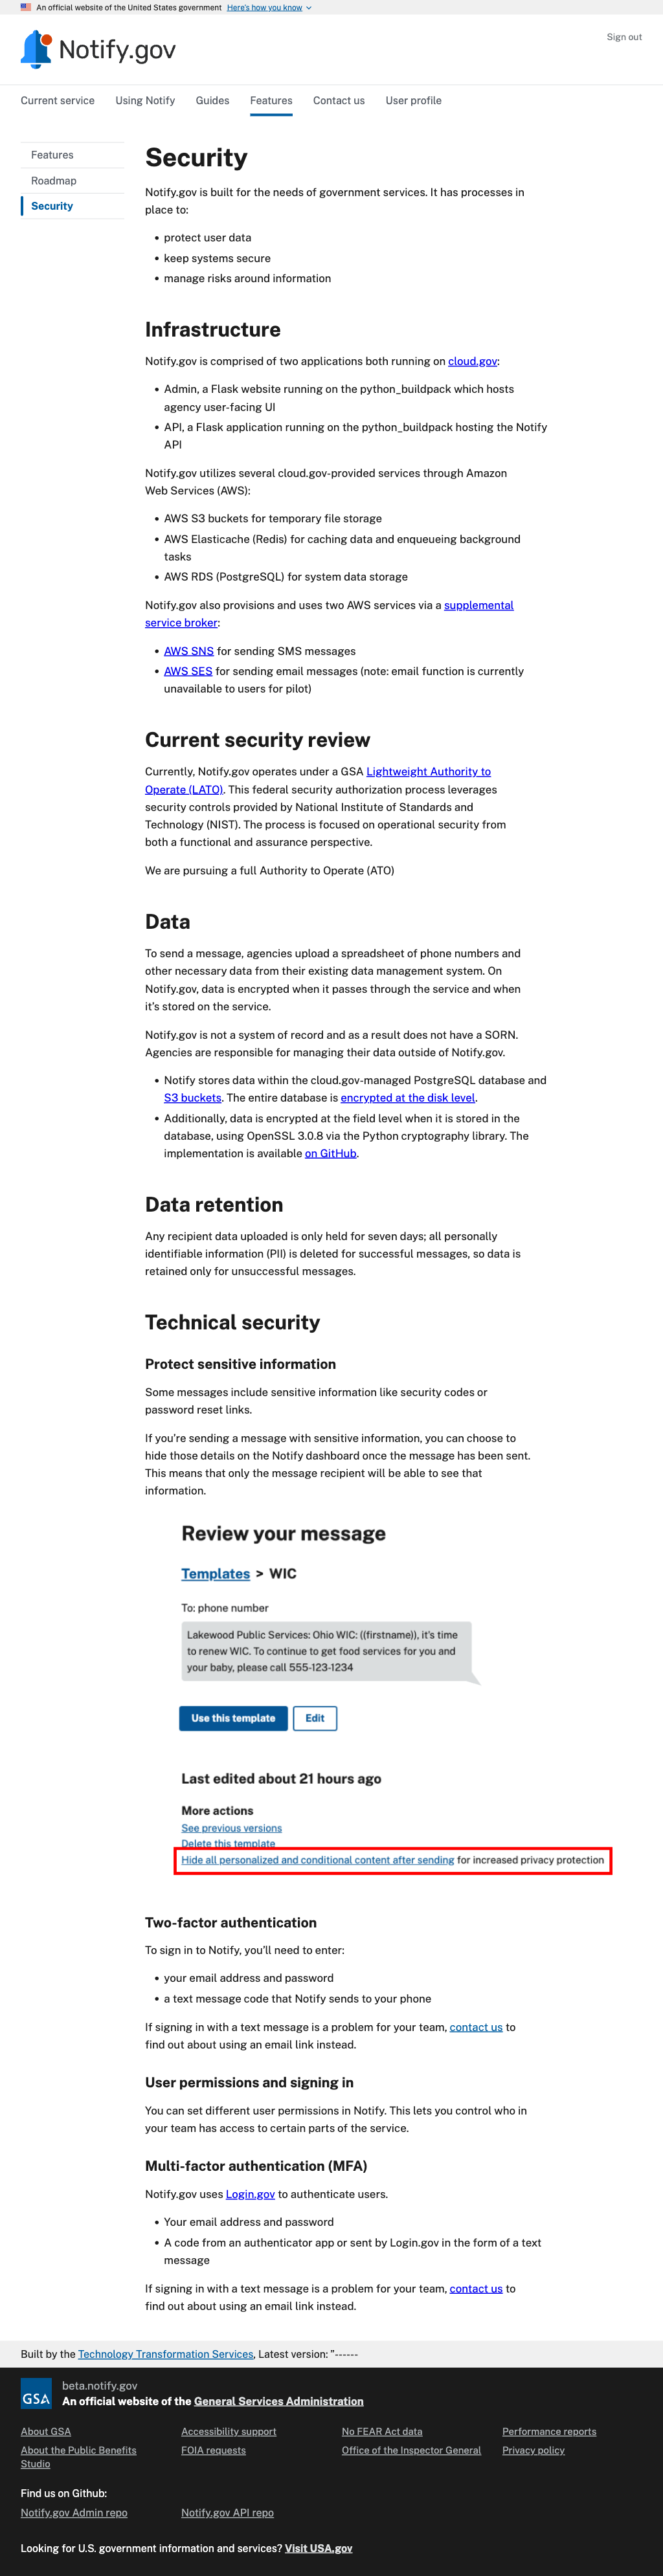 An official website of the United States government Here's how you know
Notify.gov
Sign out
Current service Using Notify Guides Features Contact us User profile
Features
Roadmap
Security
Security
Notify.gov is built for the needs of government services. It has processes in
place to:
• protect user data
• keep systems secure
• manage risks around information
Infrastructure
Notify.gov is comprised of two applications both running on cloud.gov:
• Admin, a Flask website running on the python_buildpack which hosts
agency user-facing UI
• API, a Flask application running on the python_buildpack hosting the Notify
API
Notify.gov utilizes several cloud.gov-provided services through Amazon
Web Services (AWS):
• AWS S3 buckets for temporary file storage
• AWS Elasticache (Redis) for caching data and enqueueing background
tasks
• AWS RDS (PostgreSQL) for system data storage
Notify.gov also provisions and uses two AWS services via a supplemental
service broker:
• AWS SNS for sending SMS messages
• AWS SES for sending email messages (note: email function is currently
unavailable to users for pilot)
Current security review
Currently, Notify.gov operates under a GSA Lightweight Authority to
Operate (LATO). This federal security authorization process leverages
security controls provided by National Institute of Standards and
Technology (NIST). The process is focused on operational security from
both a functional and assurance perspective.
We are pursuing a full Authority to Operate (ATO)
Data
To send a message, agencies upload a spreadsheet of phone numbers and
other necessary data from their existing data management system. On
Notify.gov, data is encrypted when it passes through the service and when
it's stored on the service.
Notify.gov is not a system of record and as a result does not have a SORN.
Agencies are responsible for managing their data outside of Notify.gov.
• Notify stores data within the cloud.gov-managed PostgreSQL database and
S3 buckets. The entire database is encrypted at the disk level.
• Additionally, data is encrypted at the field level when it is stored in the
database, using OpenSSL 3.0.8 via the Python cryptography library. The
implementation is available on GitHub.
Data retention
Any recipient data uploaded is only held for seven days; all personally
identifiable information (PII) is deleted for successful messages, so data is
retained only for unsuccessful messages.
Technical security
Protect sensitive information
Some messages include sensitive information like security codes or
password reset links.
If you're sending a message with sensitive information, you can choose to
hide those details on the Notify dashboard once the message has been sent.
This means that only the message recipient will be able to see that
information.
Review your message
Templates > WIC
To: phone number
Lakewood Public Services: Ohio WIC: ((firstname)), it's time
to renew WIC. To continue to get food services for you and
your baby, please call 555-123-1234
Use this template Edit
Last edited about 21 hours ago
More actions
See previous versions
Delete this template
Hide all personalized and conditional content after sending for increased privacy protection
Two-factor authentication
To sign in to Notify, you'll need to enter:
• your email address and password
• a text message code that Notify sends to your phone
If signing in with a text message is a problem for your team, contact us to
find out about using an email link instead.
User permissions and signing in
You can set different user permissions in Notify. This lets you control who in
your team has access to certain parts of the service.
Multi-factor authentication (MFA)
Notify.gov uses Login.gov to authenticate users.
• Your email address and password
• A code from an authenticator app or sent by Login.gov in the form of a text
message
If signing in with a text message is a problem for your team, contact us to
find out about using an email link instead.
Built by the Technology Transformation Services, Latest version: "------
GSA
beta.notify.gov
An official website of the General Services Administration
About GSA Accessibility support No FEAR Act data Performance reports
About the Public Benefits
Studio
FOIA requests Office of the Inspector General Privacy policy
Find us on Github:
Notify.gov Admin repo Notify.gov API repo
Looking for U.S. government information and services? Visit USA.gov